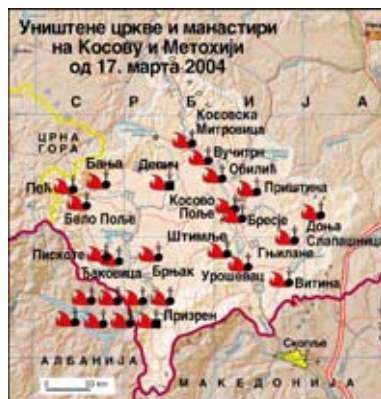 Уништене цркве и манастири
на Косову и Метохији
од 17. марта 2004
С Р Б И Ј А
ЦРНА
ГОРА
Косовска
Митровица
Вучитрн
Обилић
Бања
Девич
Приштина
Пећ
Бело Поље
Косово
Поље
Бресје
Доња
Слапашница
Гњилане
Штимље
Урошевац
Витина
Пискоте
Ђаковица
Брњак
Призрен
Скопље
АЛБАНИЈА
МАКЕДОНИЈА